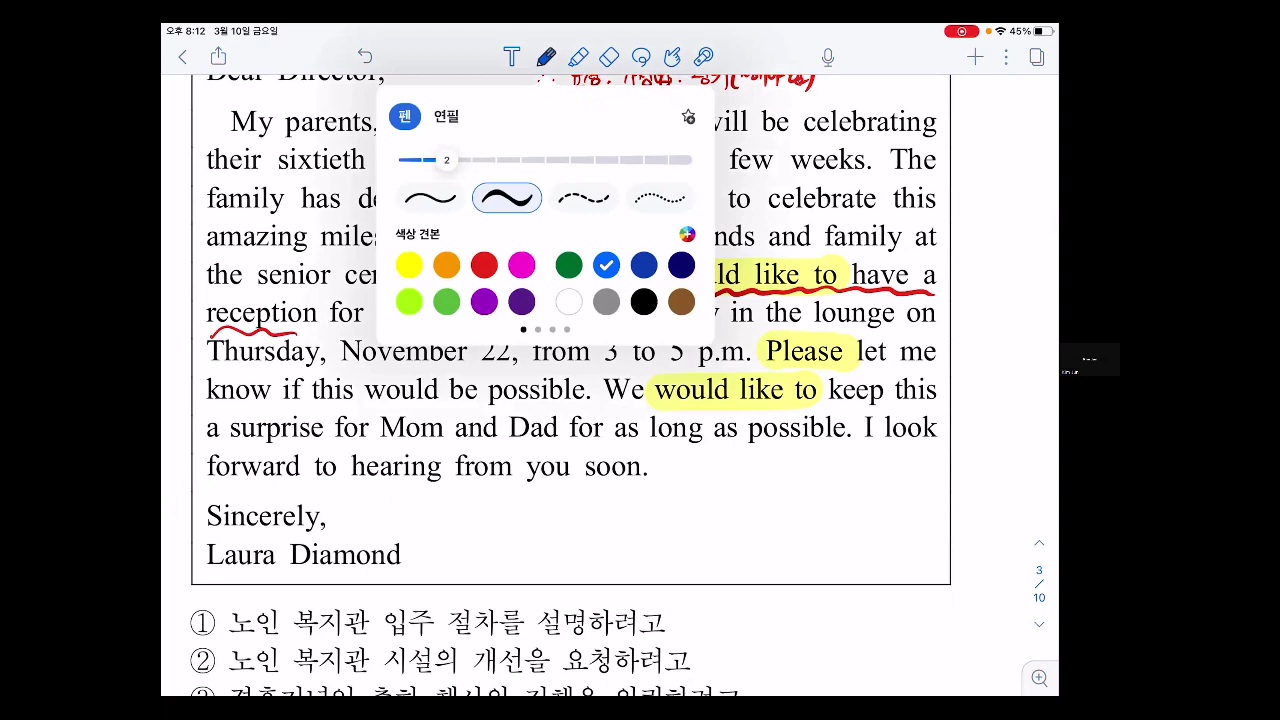 오후 8:12 3월 10일 금요일
45%
Dear Director,
펜 연필
My parents, will be celebrating
2
their sixtieth few weeks. The
family has de to celebrate this
색상 견본
amazing miles nds and family at
the senior cen ld like to have a
reception for y in the lounge on
Thursday, November 22, from 3 to 5 p.m. Please let me
know if this would be possible. We would like to keep this
a surprise for Mom and Dad for as long as possible. I look
forward to hearing from you soon.
Sincerely,
Laura Diamond
3
/
10
① 노인 복지관 입주 절차를 설명하려고
② 노인 복지관 시설의 개선을 요청하려고